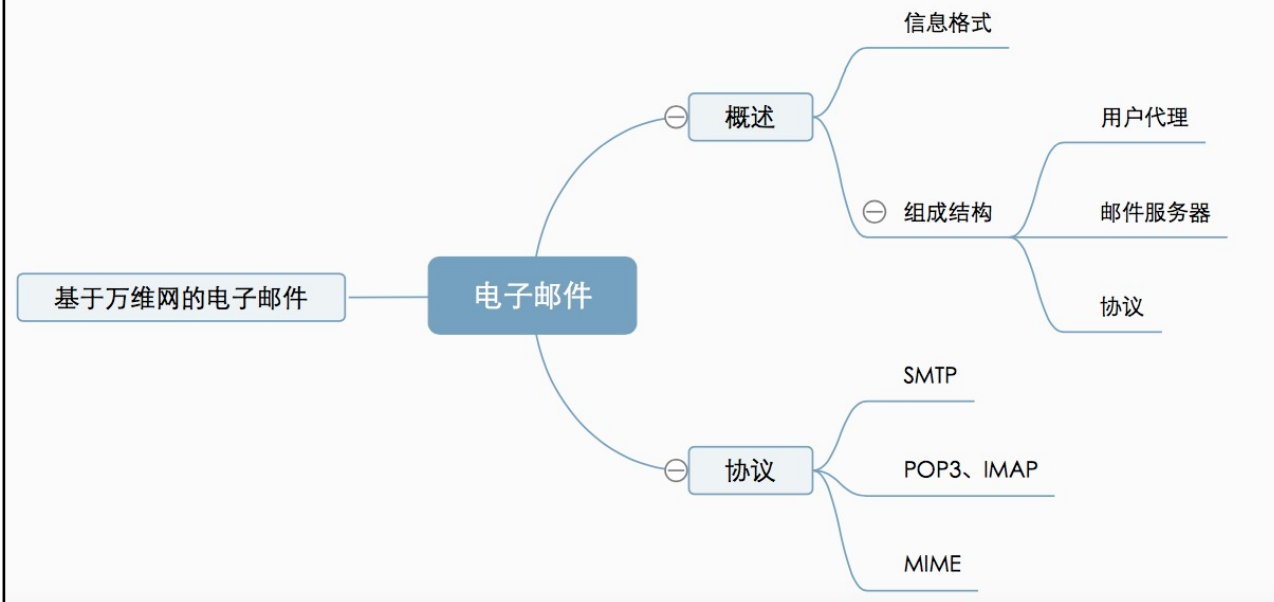 信息格式
概述
用户代理
组成结构
邮件服务器
基于万维网的电子邮件
电子邮件
协议
SMTP
协议
POP3、IMAP
MIME